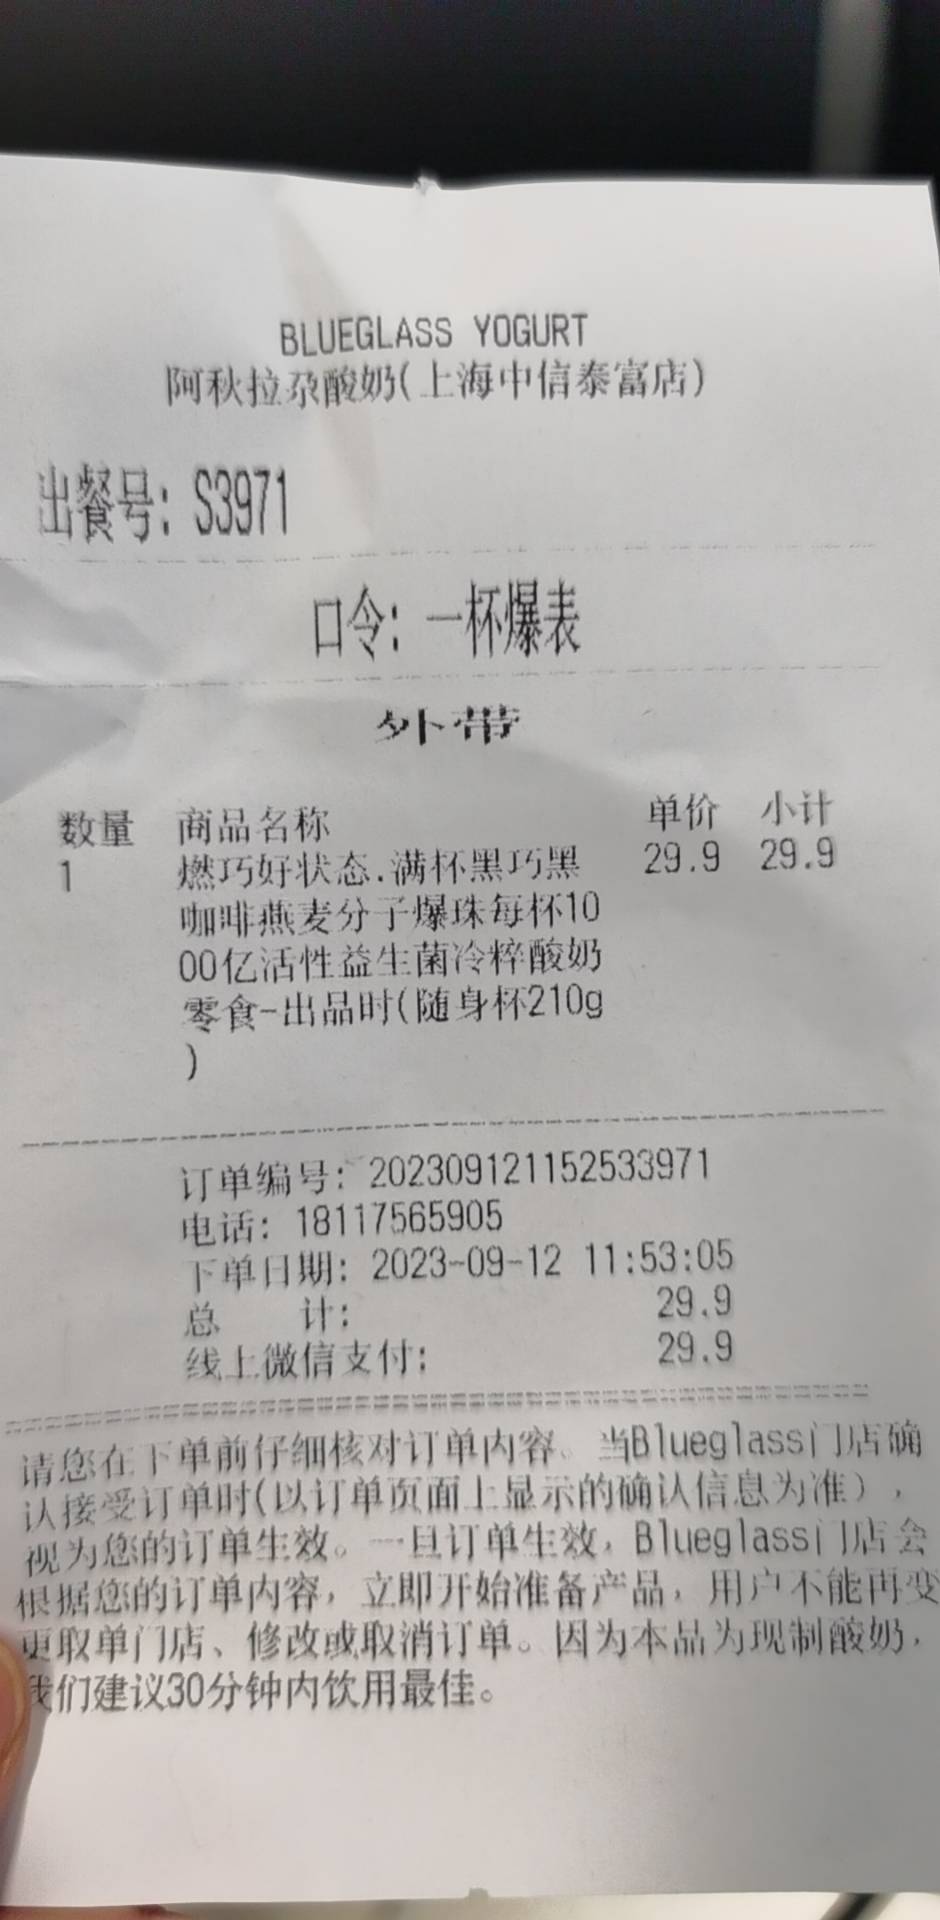 BLUEGLASS YOGURT
阿秋拉尕酸奶(上海中信泰富店)
出餐号: S3971
口令: 一杯爆表
外带
数量 商品名称 单价 小计
1 燃巧好状态.满杯黑巧黑 29.9 29.9
咖啡燕麦分子爆珠每杯10
00亿活性益生菌冷粹酸奶
零食-出品时(随身杯210g
)
订单编号: 202309121152533971
电话: 18117565905
下单日期: 2023-09-12 11:53:05
总 计: 29.9
线上微信支付: 29.9
请您在下单前仔细核对订单内容。当Blueglass门店确
认接受订单时(以订单页面上显示的确认信息为准),
视为您的订单生效。一旦订单生效，Blueglass门店会
根据您的订单内容，立即开始准备产品，用户不能再变
更取单门店、修改或取消订单。因为本品为现制酸奶，
我们建议30分钟内饮用最佳。